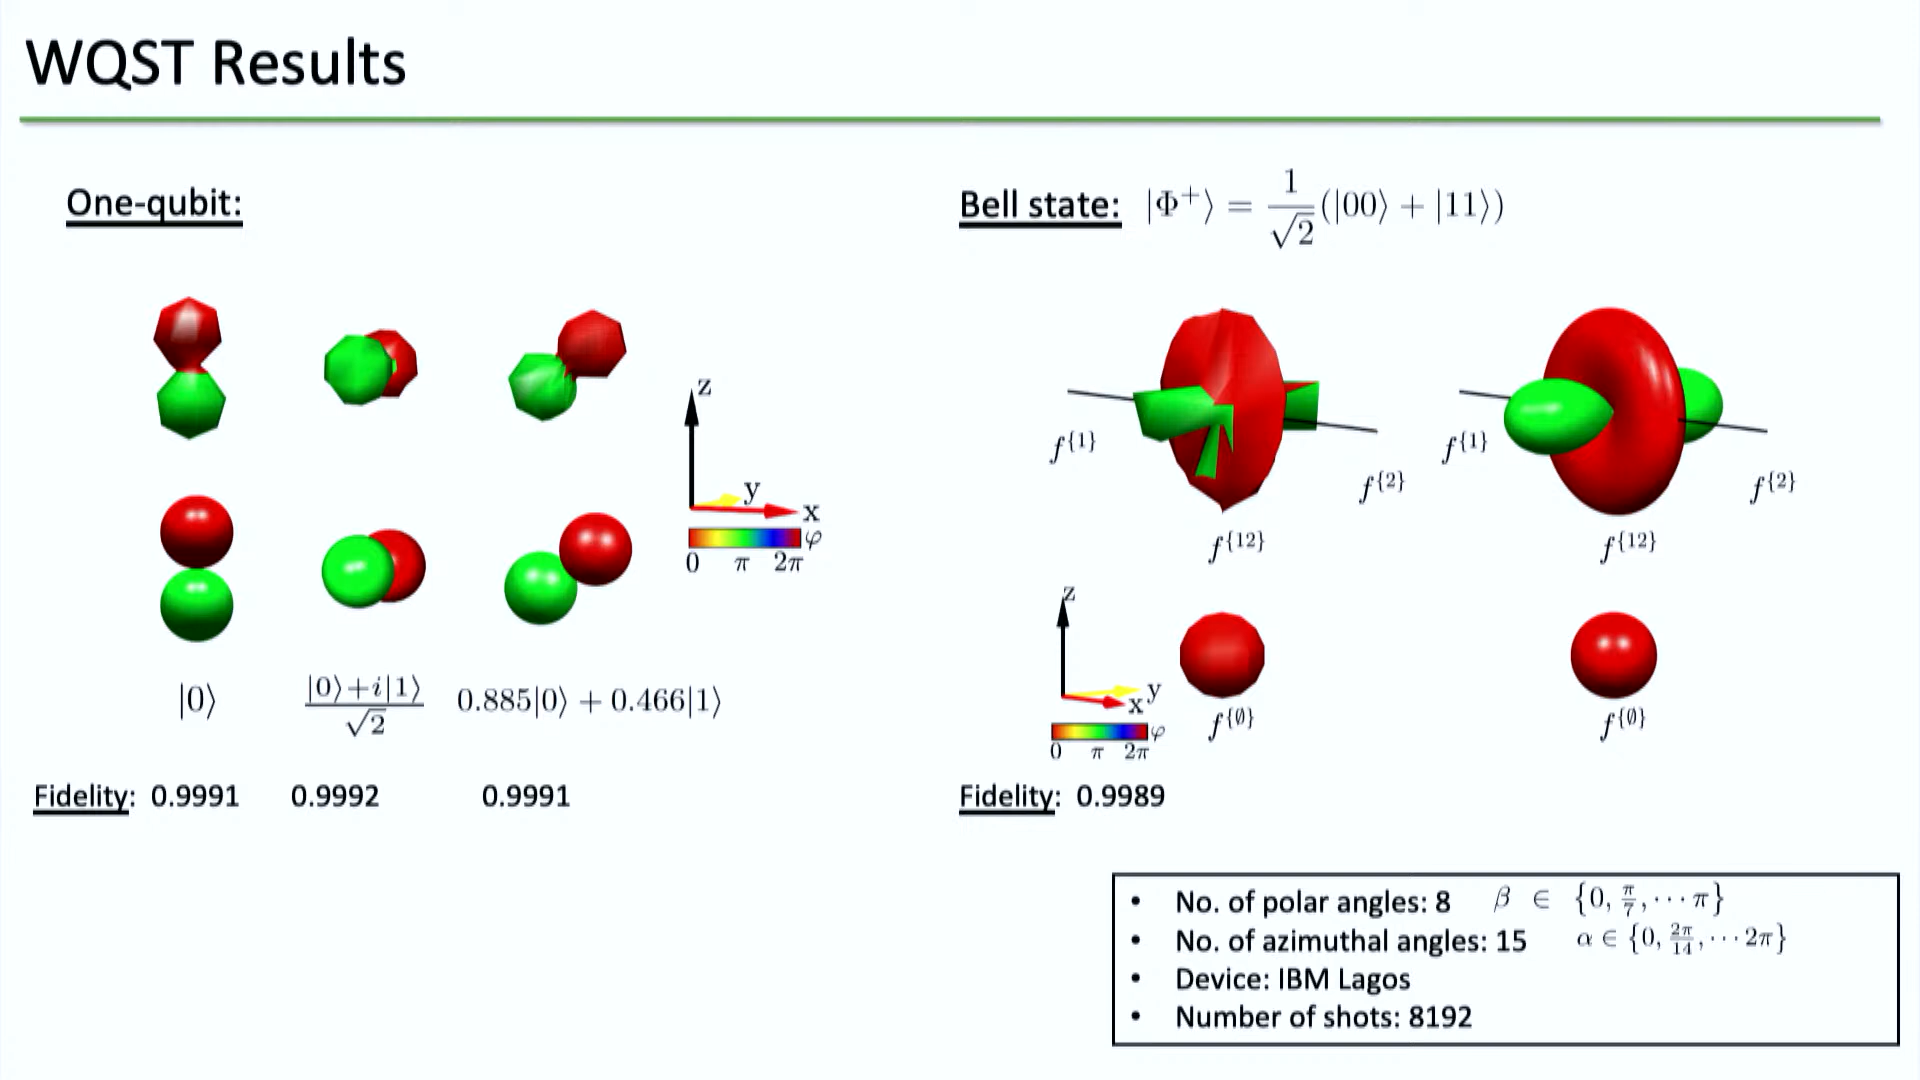 WQST Results
One-qubit:
z
y
x
φ
0 π 2π
|0⟩
|0⟩+i|1⟩
√2
0.885|0⟩ + 0.466|1⟩
Fidelity: 0.9991 0.9992 0.9991
Bell state: |Φ⁺⟩ = 1/√2 (|00⟩ + |11⟩)
f^{1} f^{2} f^{1} f^{2}
f^{12} f^{12}
z
y
x
φ
0 π 2π
f^{∅} f^{∅}
Fidelity: 0.9989
• No. of polar angles: 8 β ∈ {0, π/7, ⋯ π}
• No. of azimuthal angles: 15 α ∈ {0, 2π/14, ⋯ 2π}
• Device: IBM Lagos
• Number of shots: 8192